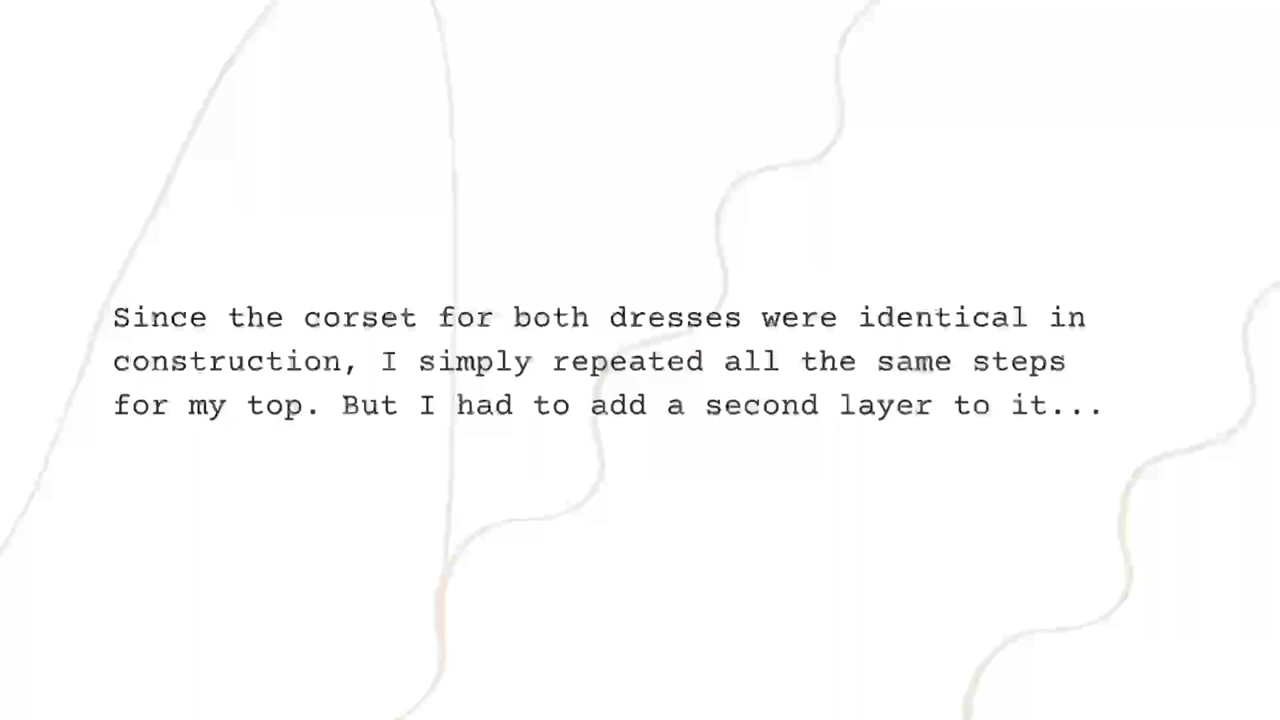 Since the corset for both dresses were identical in
construction, I simply repeated all the same steps
for my top. But I had to add a second layer to it...